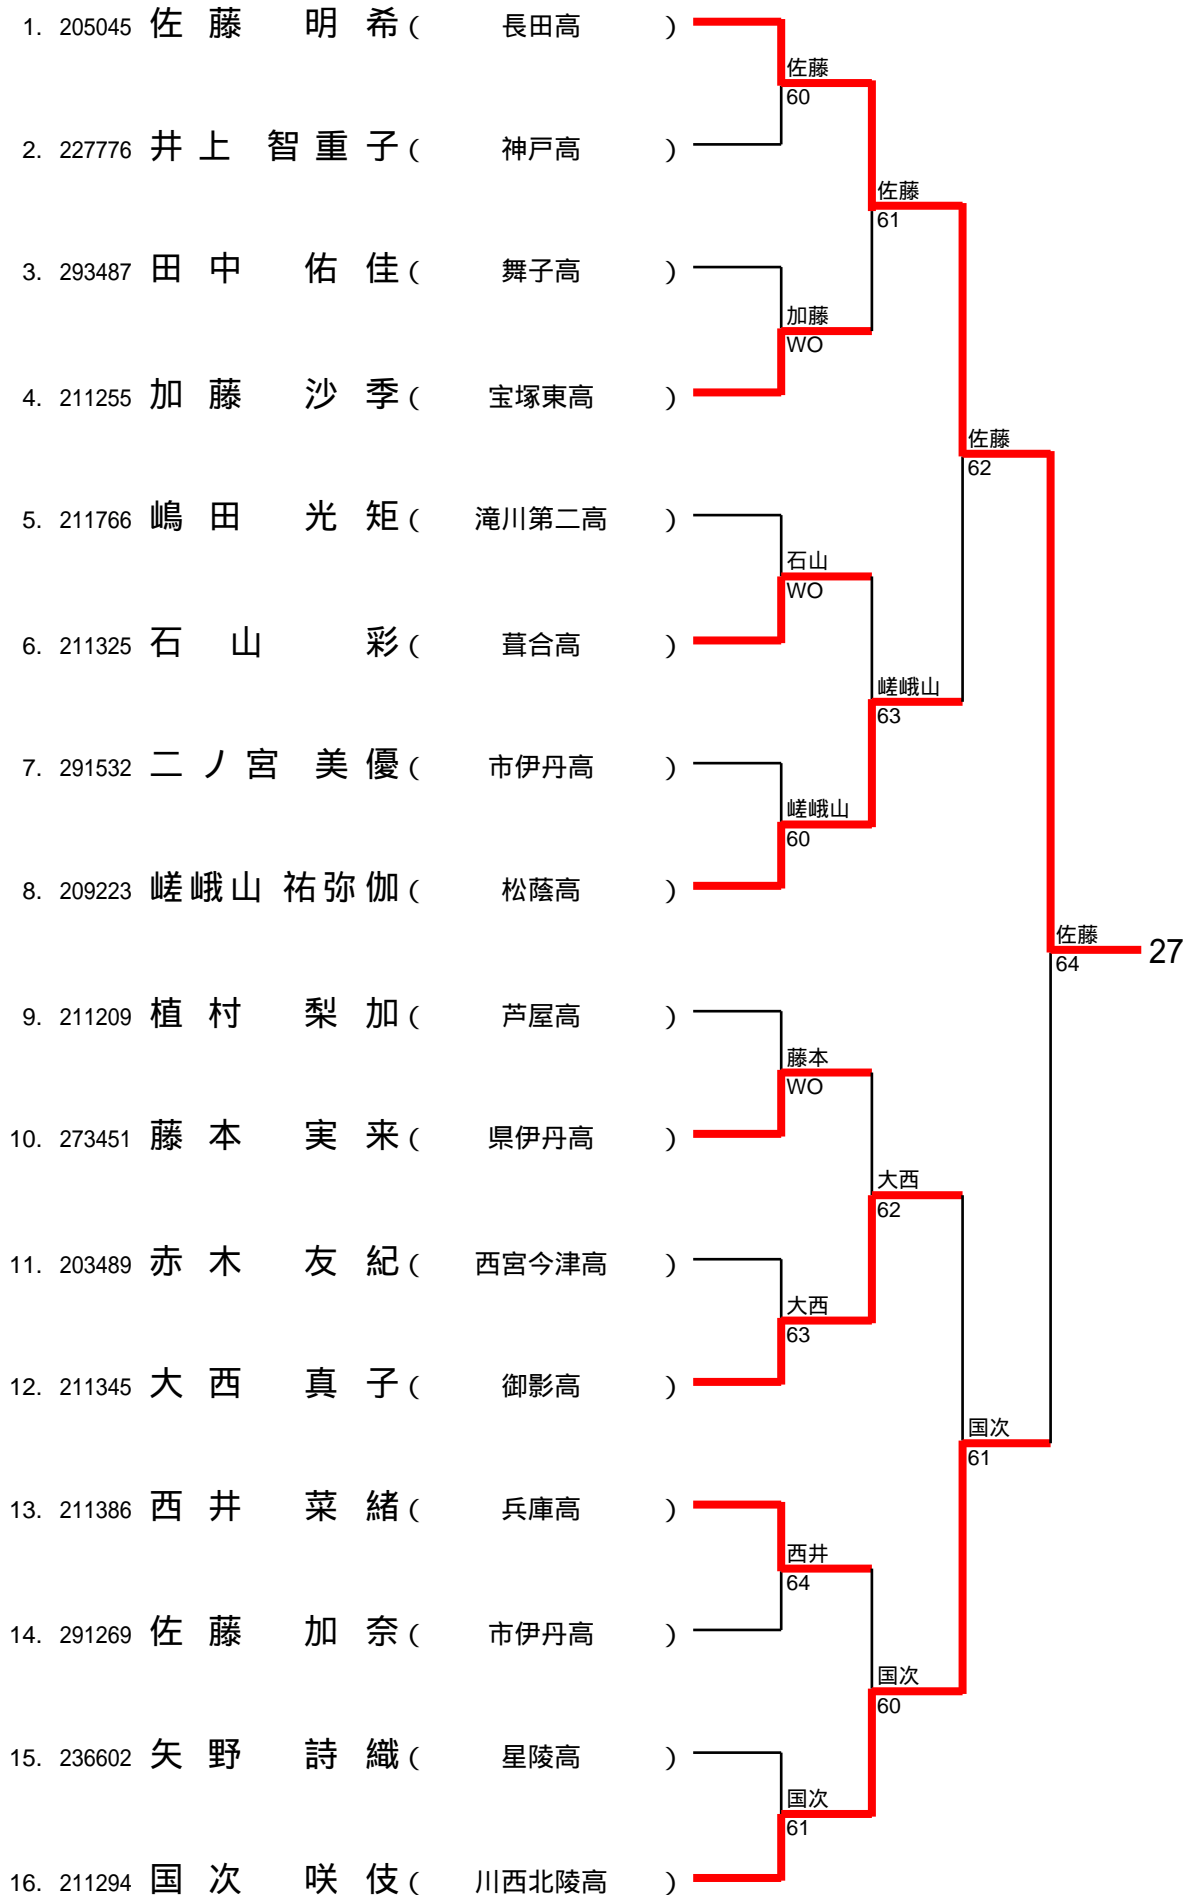 1. 205045 佐藤 明希 ( 長田高 )
佐藤
60
2. 227776 井上 智重子 ( 神戸高 )
佐藤
61
3. 293487 田中 佑佳 ( 舞子高 )
加藤
WO
4. 211255 加藤 沙季 ( 宝塚東高 )
佐藤
62
5. 211766 嶋田 光矩 ( 滝川第二高 )
石山
WO
6. 211325 石山 彩 ( 葺合高 )
嵯峨山
63
7. 291532 二ノ宮 美優 ( 市伊丹高 )
嵯峨山
60
8. 209223 嵯峨山 祐弥伽 ( 松蔭高 )
佐藤
64
27
9. 211209 植村 梨加 ( 芦屋高 )
藤本
WO
10. 273451 藤本 実来 ( 県伊丹高 )
大西
62
11. 203489 赤木 友紀 ( 西宮今津高 )
大西
63
12. 211345 大西 真子 ( 御影高 )
国次
61
13. 211386 西井 菜緒 ( 兵庫高 )
西井
64
14. 291269 佐藤 加奈 ( 市伊丹高 )
国次
60
15. 236602 矢野 詩織 ( 星陵高 )
国次
61
16. 211294 国次 咲伎 ( 川西北陵高 )